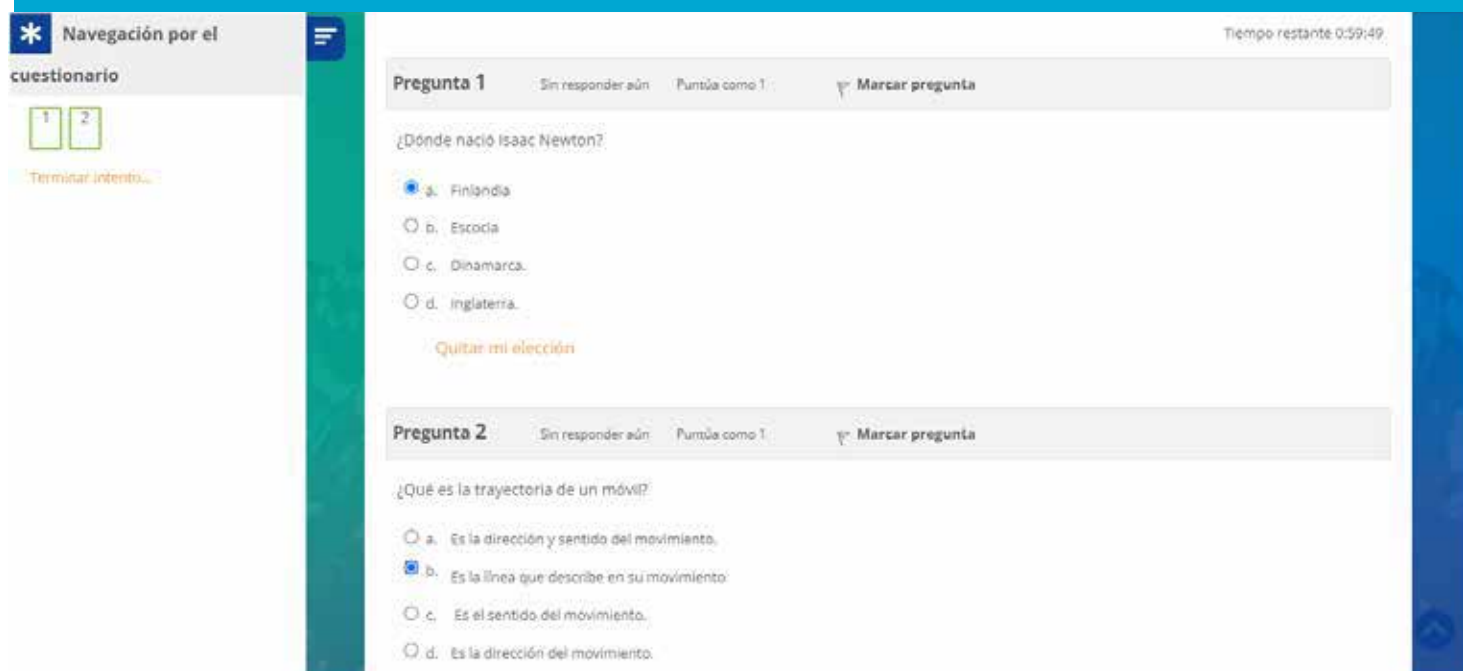 Navegación por el
cuestionario
1 2
Terminar intento...
Tiempo restante 0:59:49
Pregunta 1 Sin responder aún Puntúa como 1 Marcar pregunta
¿Dónde nació Isaac Newton?
a. Finlandia
b. Escocia
c. Dinamarca.
d. Inglaterra.
Quitar mi elección
Pregunta 2 Sin responder aún Puntúa como 1 Marcar pregunta
¿Qué es la trayectoria de un móvil?
a. Es la dirección y sentido del movimiento.
b. Es la línea que describe en su movimiento
c. Es el sentido del movimiento.
d. Es la dirección del movimiento.